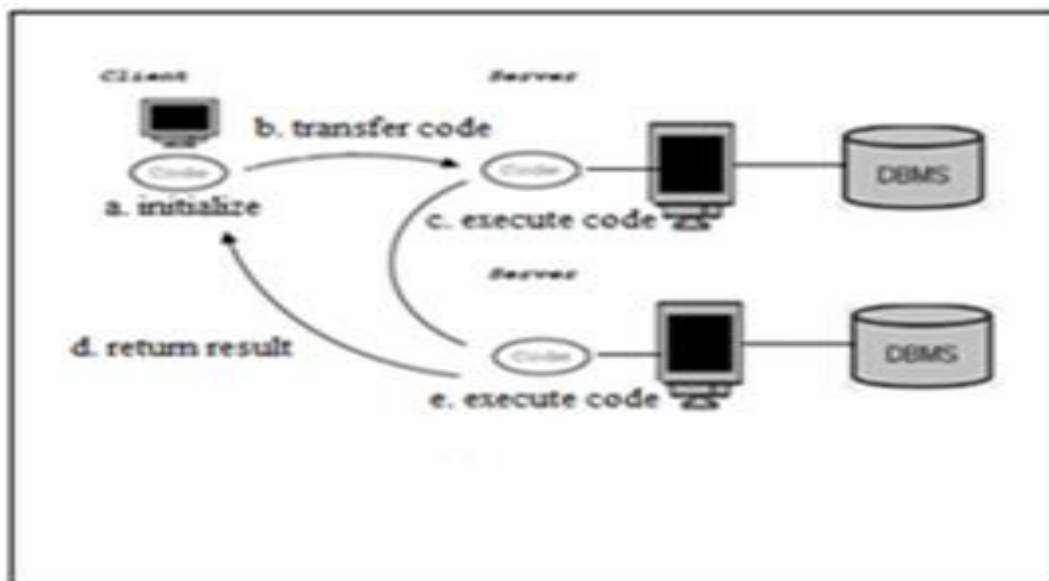 Client
Server
b. transfer code
Code
Code
DBMS
a. initialize
c. execute code
Server
d. return result
Code
DBMS
e. execute code